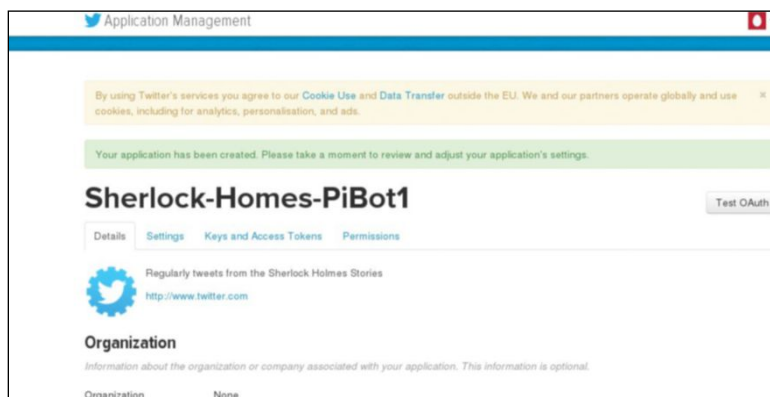 Application Management
By using Twitter's services you agree to our Cookie Use and Data Transfer outside the EU. We and our partners operate globally and use ×
cookies, including for analytics, personalisation, and ads.
Your application has been created. Please take a moment to review and adjust your application's settings.
Sherlock-Homes-PiBot1
Test OAuth
Details Settings Keys and Access Tokens Permissions
Regularly tweets from the Sherlock Holmes Stories
http://www.twitter.com
Organization
Information about the organization or company associated with your application. This information is optional.
Organization None